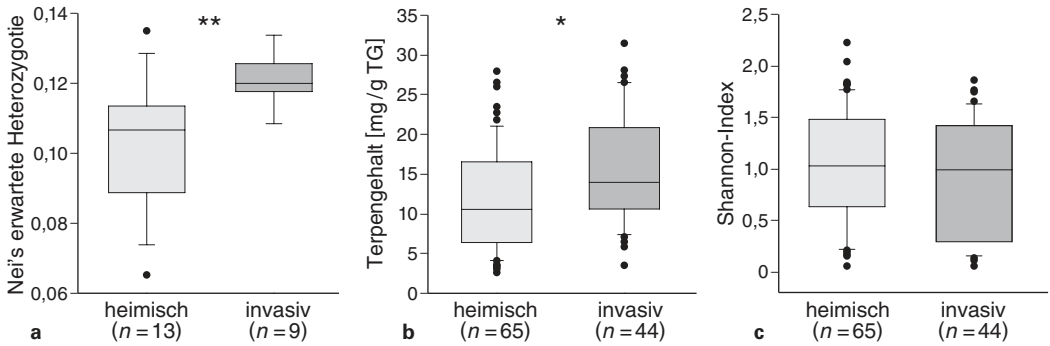 Nei's erwartete Heterozygotie
0,14
0,12
0,10
0,08
0,06
**
heimisch
(n = 13)
invasiv
(n = 9)
a
Terpengehalt [mg/g TG]
35
30
25
20
15
10
5
0
*
heimisch
(n = 65)
invasiv
(n = 44)
b
Shannon-Index
2,5
2,0
1,5
1,0
0,5
0
heimisch
(n = 65)
invasiv
(n = 44)
c